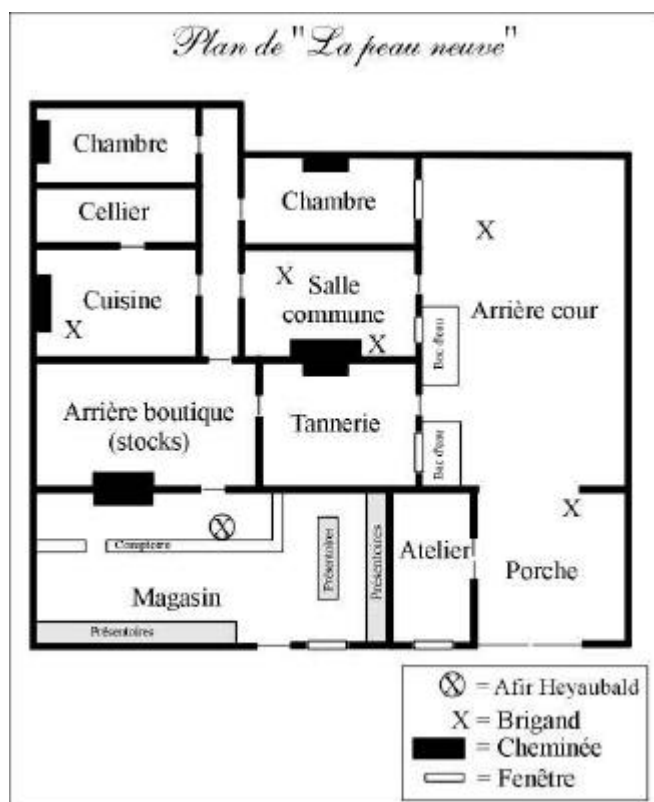 Plan de "La peau neuve"
Chambre
Cellier
Chambre
X
Cuisine
X
X
Salle
commune
X
Arrière cour
Bac d'eau
Arrière boutique
(stocks)
Tannerie
Bac d'eau
X
Comptoire
Présentoires
Présentoires
Atelier
Porche
Magasin
Présentoires
X = Afir Heyaubald
X = Brigand
= Cheminée
= Fenêtre